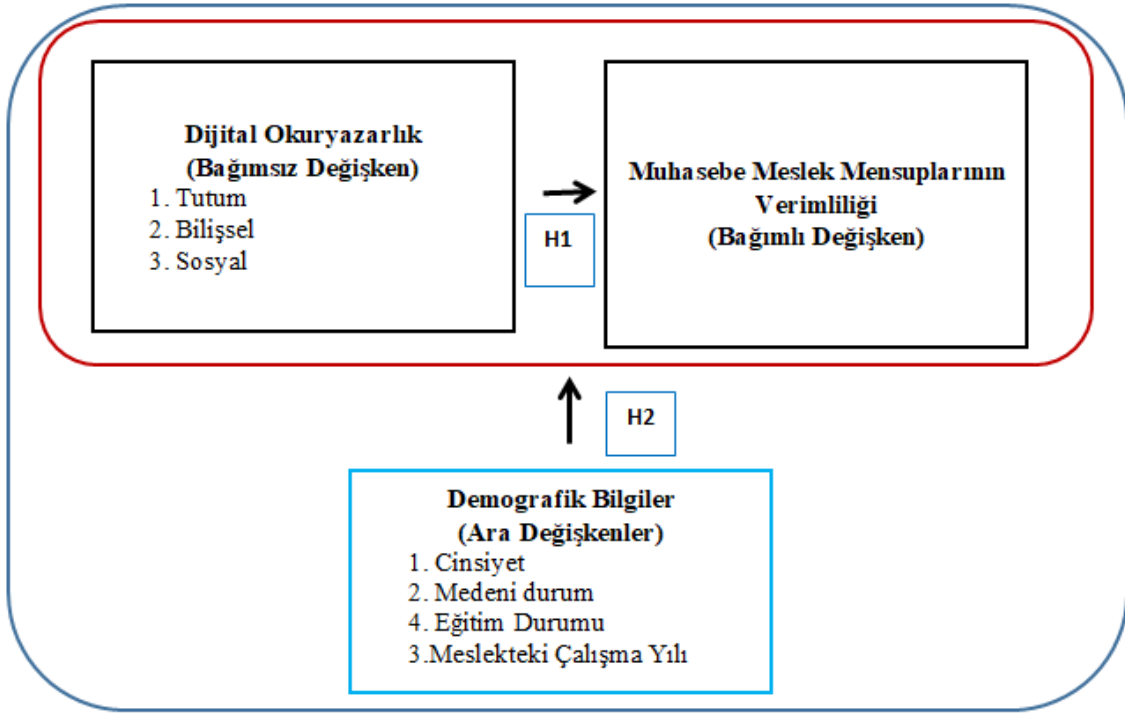 Dijital Okuryazarlık
(Bağımsız Değişken)
1. Tutum
2. Bilişsel
3. Sosyal
H1
Muhasebe Meslek Mensuplarının
Verimliliği
(Bağımlı Değişken)
H2
Demografik Bilgiler
(Ara Değişkenler)
1. Cinsiyet
2. Medeni durum
4. Eğitim Durumu
3.Meslekteki Çalışma Yılı